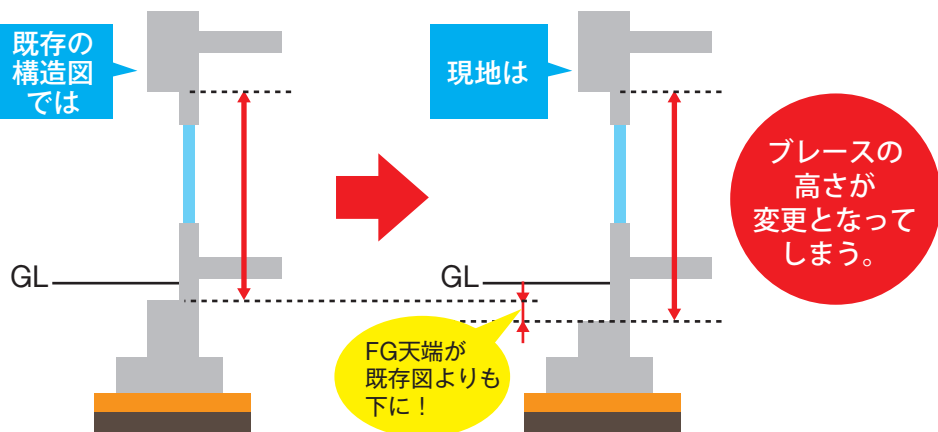 既存の
構造図
では
現地は
ブレースの
高さが
変更となって
しまう。
GL
GL
FG天端が
既存図よりも
下に！